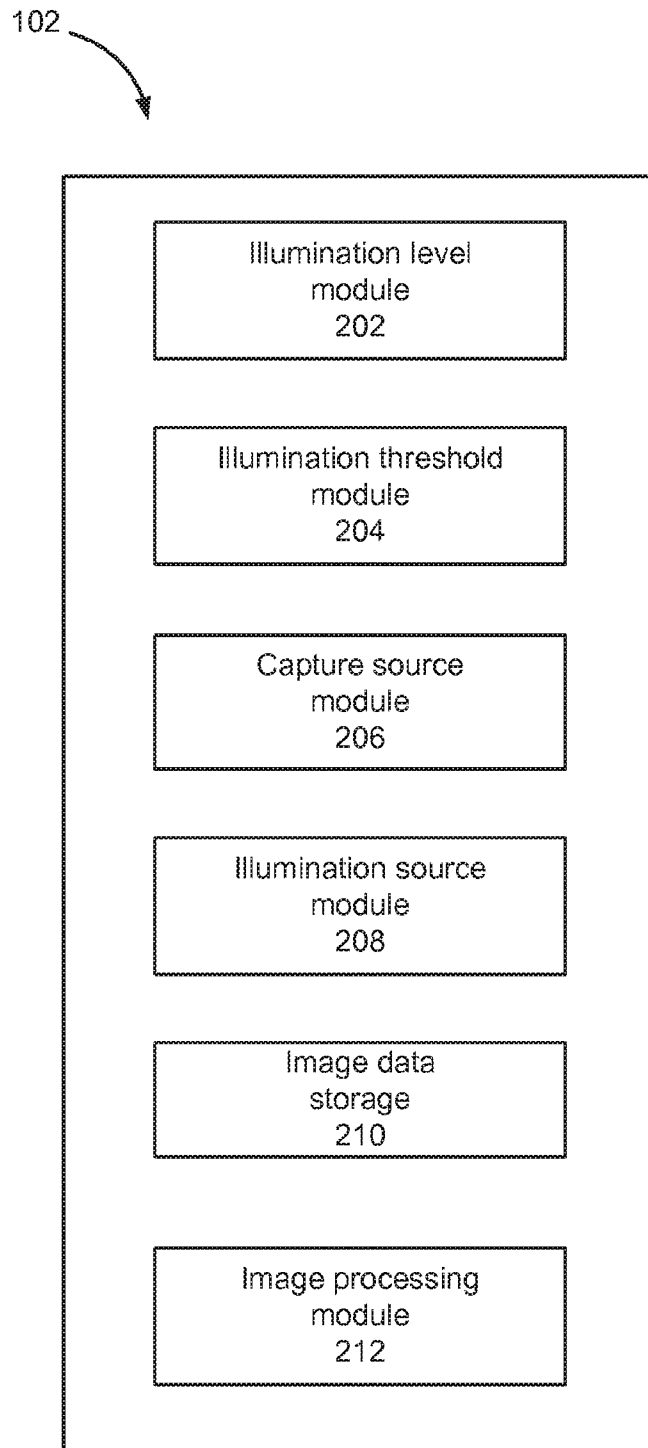 102
Illumination level
module
202
Illumination threshold
module
204
Capture source
module
206
Illumination source
module
208
Image data
storage
210
Image processing
module
212